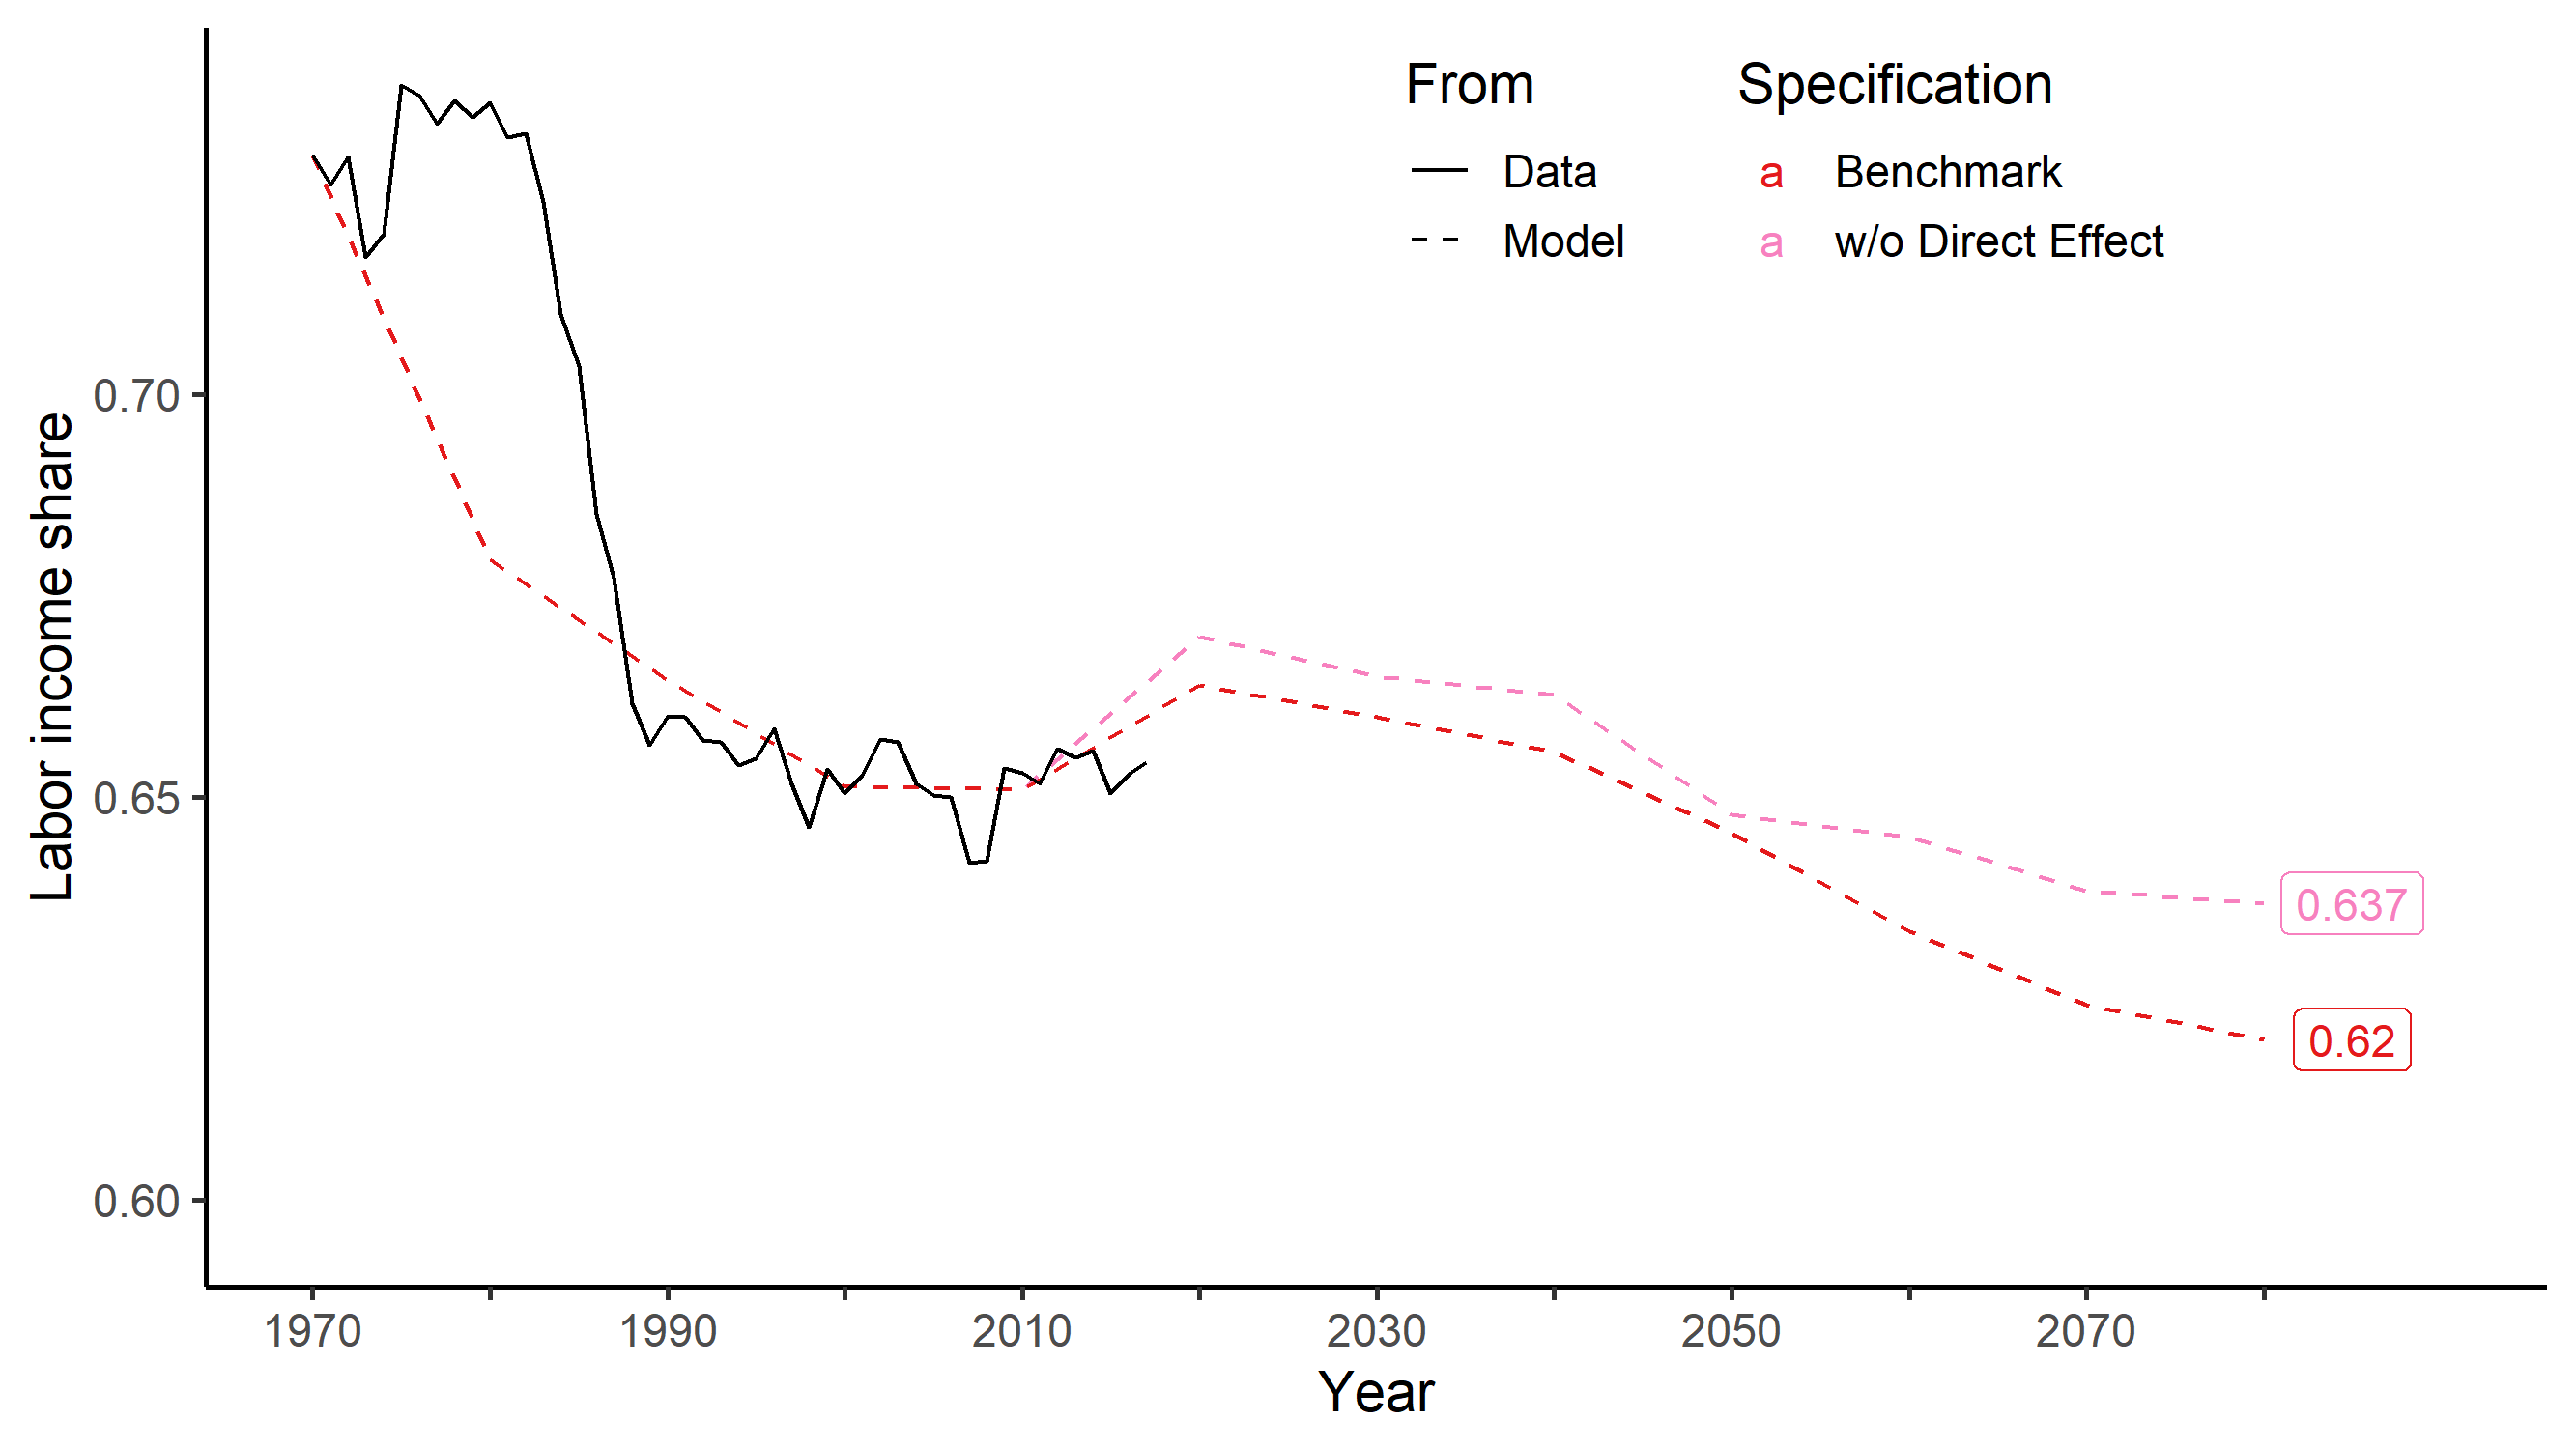 From
Data
Model
Specification
a Benchmark
a w/o Direct Effect
Labor income share
0.70
0.65
0.60
0.637
0.62
1970 1990 2010 2030 2050 2070
Year